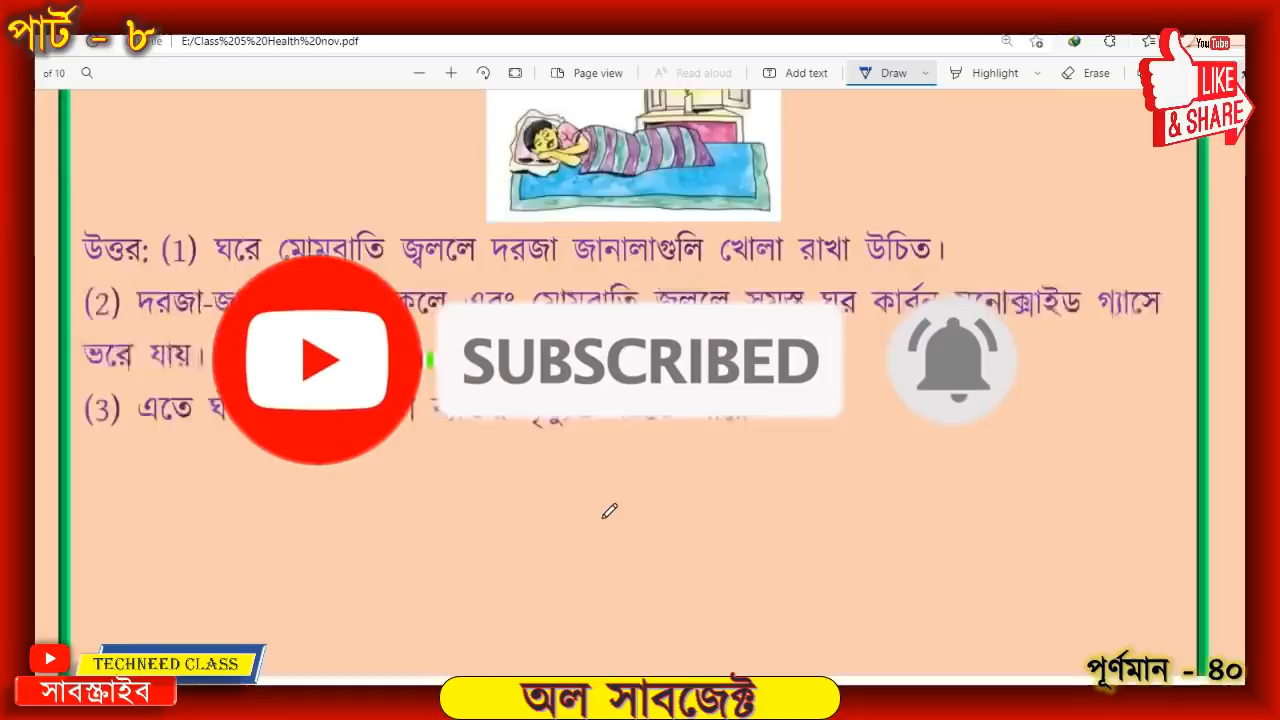 পার্ট - ৮
E:/Class%205%20Health%20nov.pdf
YouTube
of 10
Page view
Read aloud
Add text
Draw
Highlight
Erase
LIKE
& SHARE
উত্তর: (1) ঘরে মোমবাতি জ্বললে দরজা জানালাগুলি খোলা রাখা উচিত।
(2) দরজা- এবং মোমবাতি জ্বললে সমস্ত ঘর কার্বন মনোক্সাইড গ্যাসে
ভরে যায়।
SUBSCRIBED
(3) এতে
TECHNEED CLASS
সাবস্ক্রাইব
অল সাবজেক্ট
পূর্ণমান - ৪০